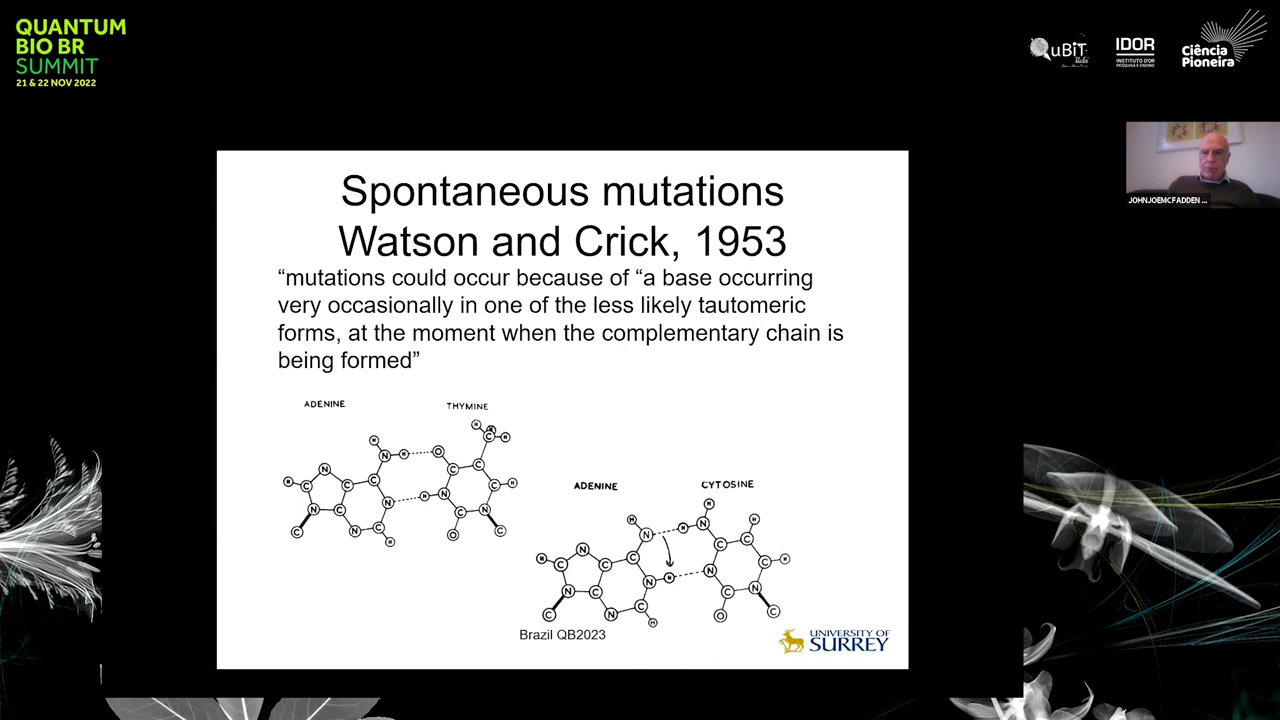 QUANTUM
BIO BR
SUMMIT
21 & 22 NOV 2022
QuBiT
IDOR
INSTITUTO D'OR
PESQUISA E ENSINO
Ciência
Pioneira
JOHNJOEMCFADDEN ...
Spontaneous mutations
Watson and Crick, 1953
“mutations could occur because of “a base occurring
very occasionally in one of the less likely tautomeric
forms, at the moment when the complementary chain is
being formed”
ADENINE
THYMINE
ADENINE
CYTOSINE
Brazil QB2023
UNIVERSITY OF
SURREY